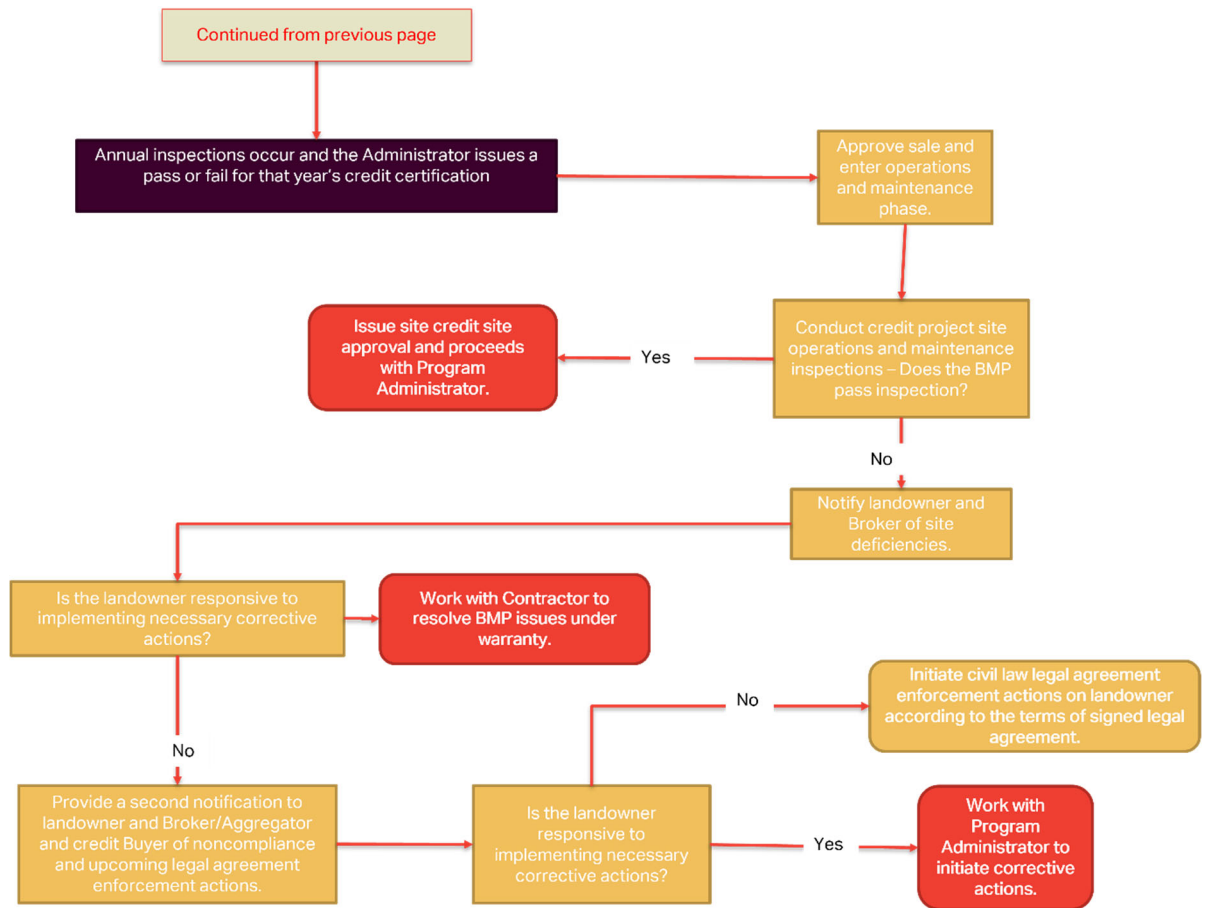 Continued from previous page
Annual inspections occur and the Administrator issues a
pass or fail for that year's credit certification
Approve sale and
enter operations
and maintenance
phase.
Conduct credit project site
operations and maintenance
inspections – Does the BMP
pass inspection?
Yes
Issue site credit site
approval and proceeds
with Program
Administrator.
No
Notify landowner and
Broker of site
deficiencies.
Is the landowner responsive to
implementing necessary corrective
actions?
Work with Contractor to
resolve BMP issues under
warranty.
No
Provide a second notification to
landowner and Broker/Aggregator
and credit Buyer of noncompliance
and upcoming legal agreement
enforcement actions.
Is the landowner
responsive to
implementing necessary
corrective actions?
No
Initiate civil law legal agreement
enforcement actions on landowner
according to the terms of signed legal
agreement.
Yes
Work with
Program
Administrator to
initiate corrective
actions.